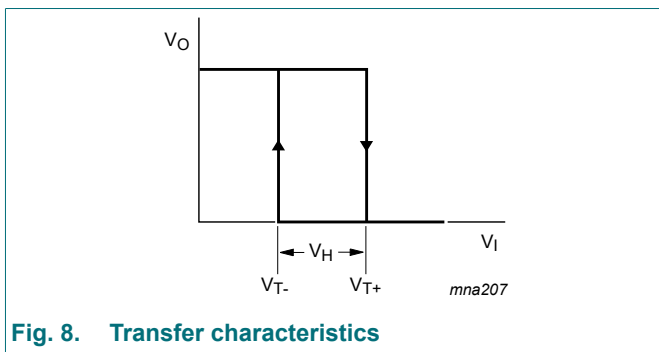 VO
VH
VI
VT- VT+
mna207
Fig. 8. Transfer characteristics